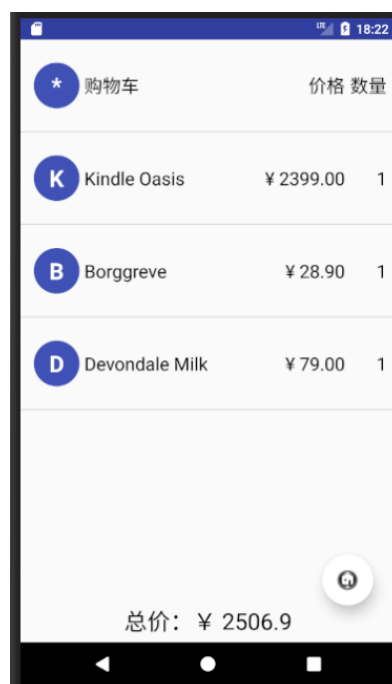 LTE 18:22
* 购物车 价格 数量
K Kindle Oasis ¥ 2399.00 1
B Borggreve ¥ 28.90 1
D Devondale Milk ¥ 79.00 1
总价：¥ 2506.9